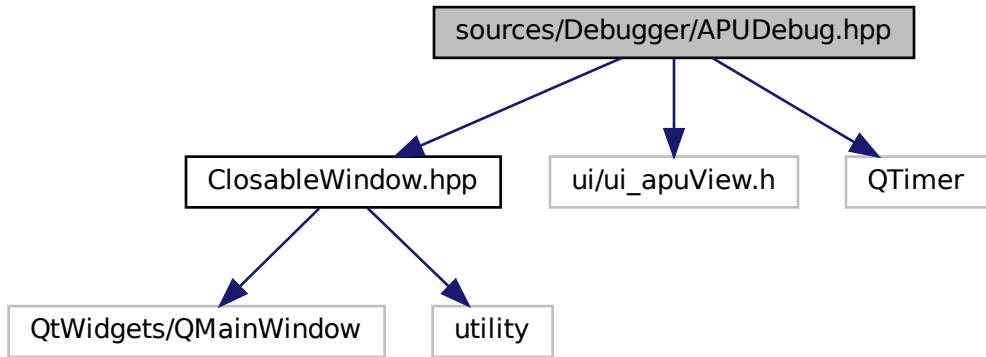 sources/Debugger/APUDebug.hpp
ClosableWindow.hpp
ui/ui_apuView.h
QTimer
QtWidgets/QMainWindow
utility